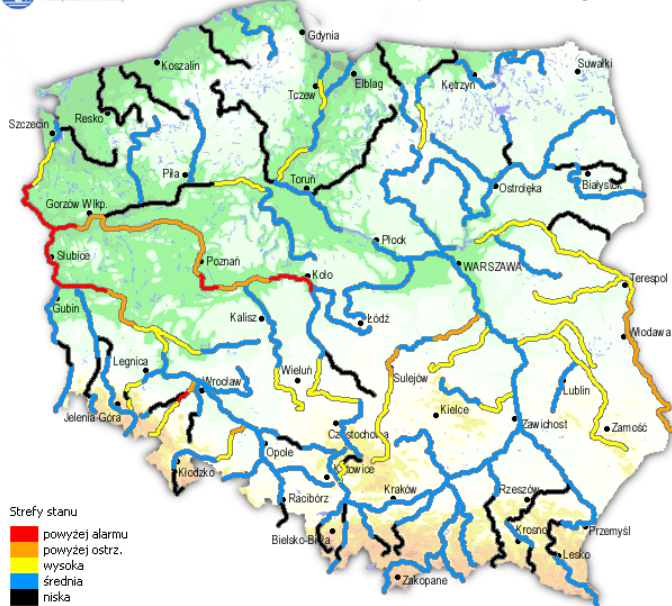 Gdynia
Koszalin
Suwałki
Elbląg
Kętrzyn
Tczew
Resko
Szczecin
Piła
Toruń
Ostrołęka
Białystok
Gorzów Wlkp.
Płock
Słubice
Poznań
WARSZAWA
Koło
Terespol
Gubin
Kalisz
Łódź
Włodawa
Legnica
Wieluń
Sulejów
Wrocław
Lublin
Jelenia Góra
Kielce
Zawichost
Zamość
Częstochowa
Opole
Kłodzko
Katowice
Racibórz
Kraków
Rzeszów
Bielsko-Biała
Krosno
Przemyśl
Lesko
Zakopane
Strefy stanu
powyżej alarmu
powyżej ostrz.
wysoka
średnia
niska